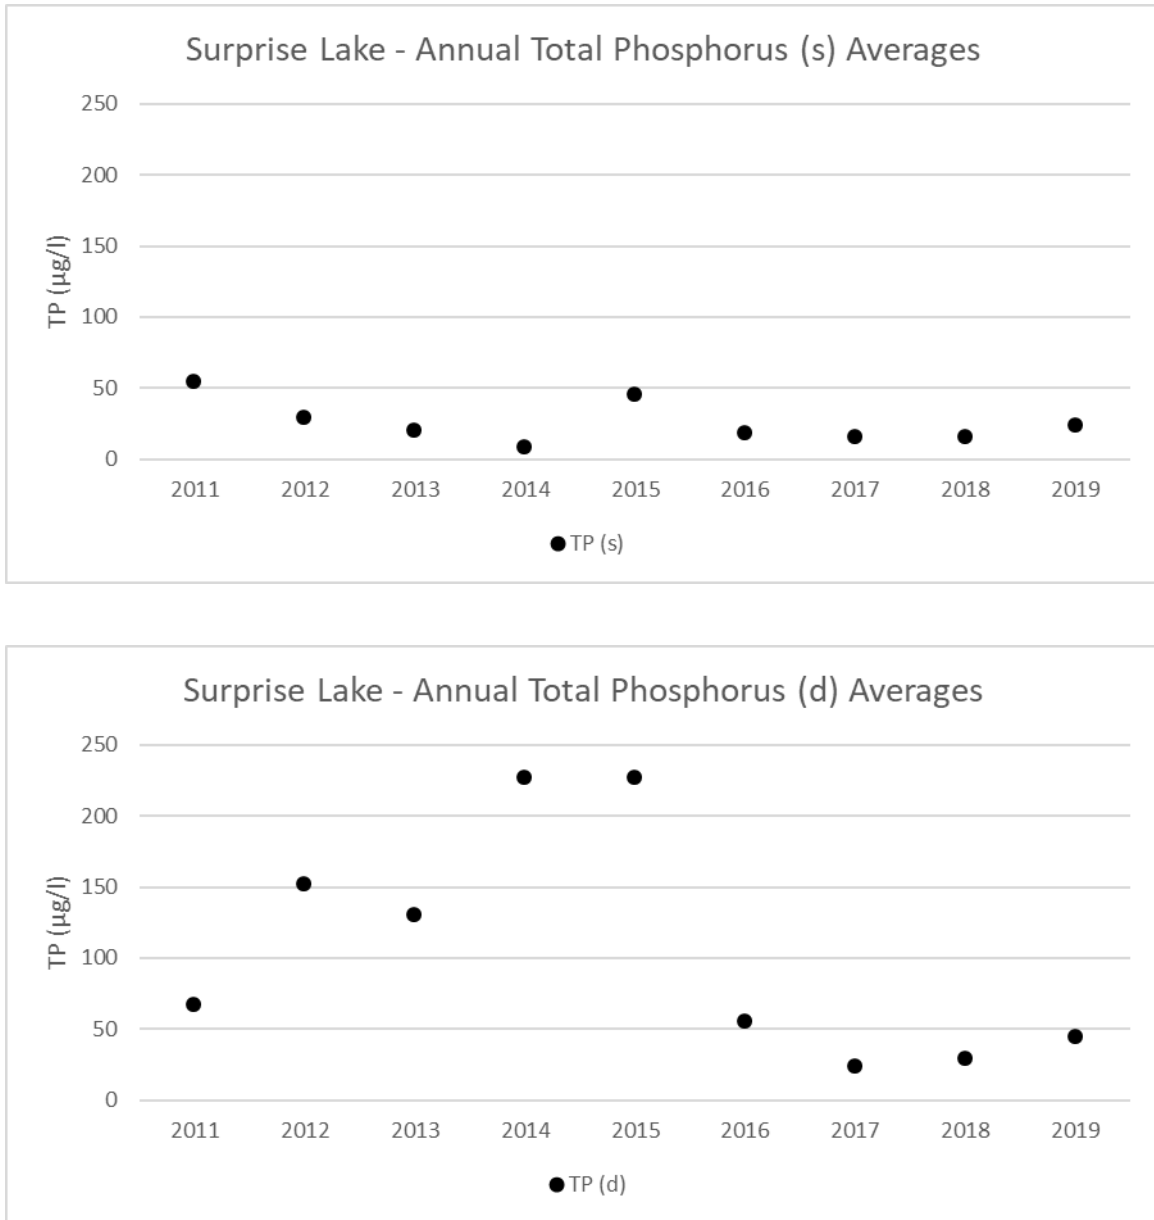 Surprise Lake - Annual Total Phosphorus (s) Averages
250
200
150
100
50
0
TP (µg/l)
2011 2012 2013 2014 2015 2016 2017 2018 2019
TP (s)
Surprise Lake - Annual Total Phosphorus (d) Averages
250
200
150
100
50
0
TP (µg/l)
2011 2012 2013 2014 2015 2016 2017 2018 2019
TP (d)